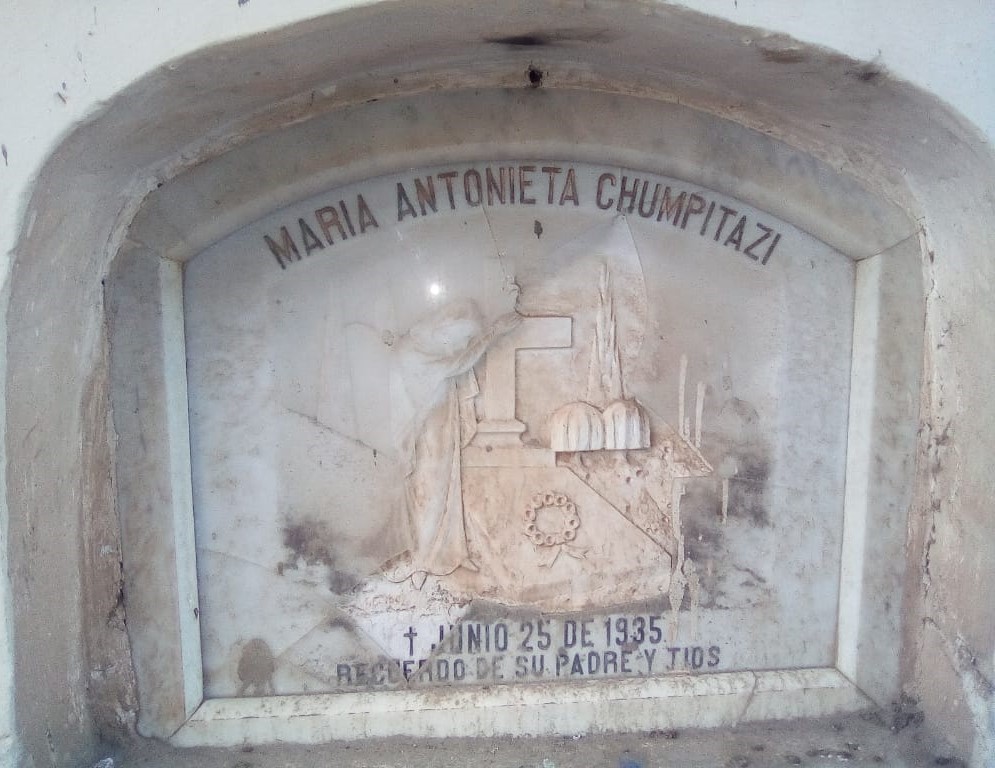 MARIA ANTONIETA CHUMPITAZI
† JUNIO 25 DE 1935
RECUERDO DE SU PADRE Y TIOS